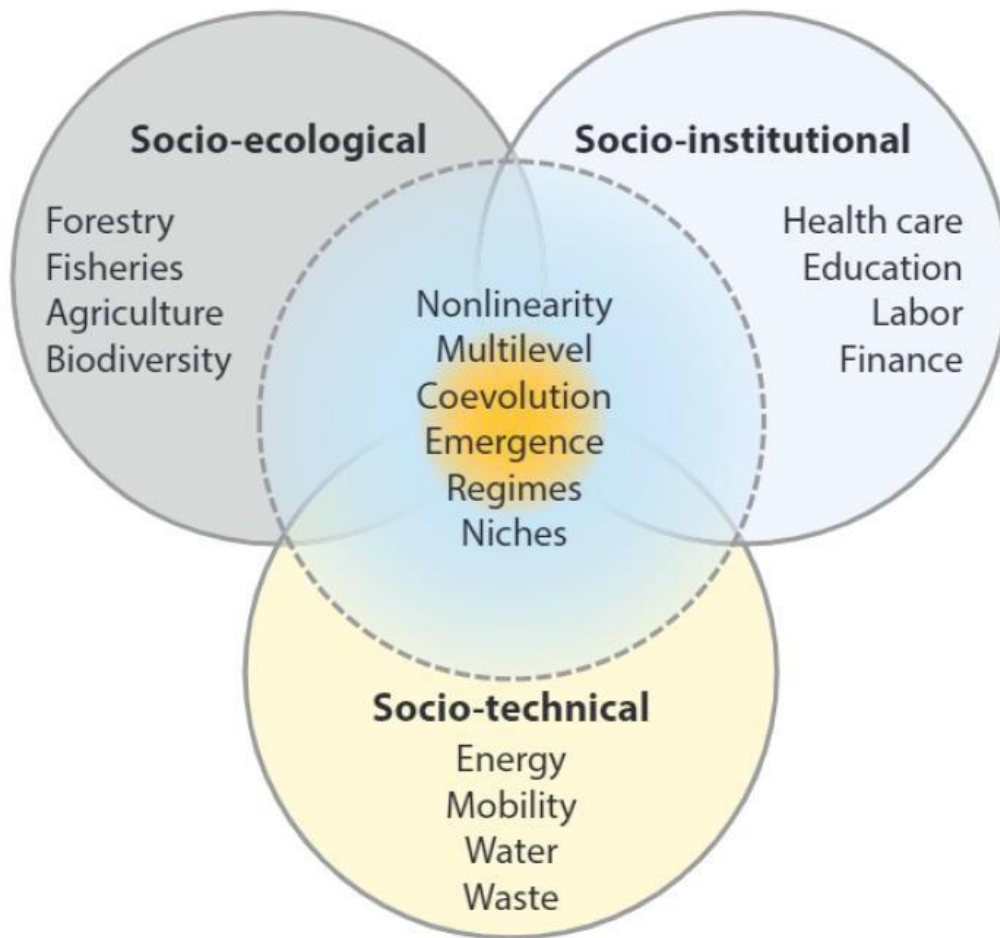 Socio-ecological
Forestry
Fisheries
Agriculture
Biodiversity
Socio-institutional
Health care
Education
Labor
Finance
Nonlinearity
Multilevel
Coevolution
Emergence
Regimes
Niches
Socio-technical
Energy
Mobility
Water
Waste